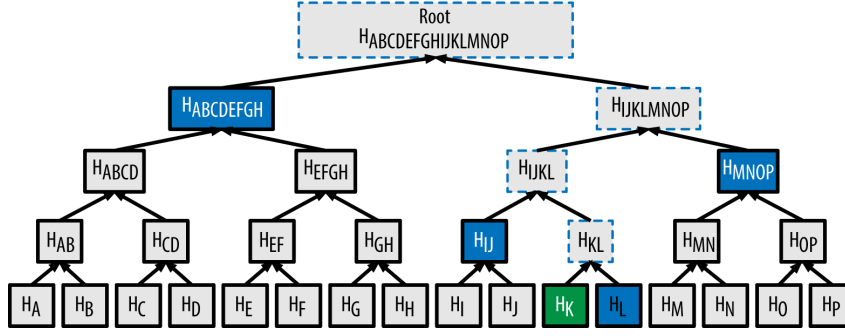 Root
HABCDEFGHIJKLMNOP
HABCDEFGH
HIJKLMNOP
HABCD
HEFGH
HIJKL
HMNOP
HAB
HCD
HEF
HGH
HIJ
HKL
HMN
HOP
HA
HB
HC
HD
HE
HF
HG
HH
HI
HJ
HK
HL
HM
HN
HO
HP